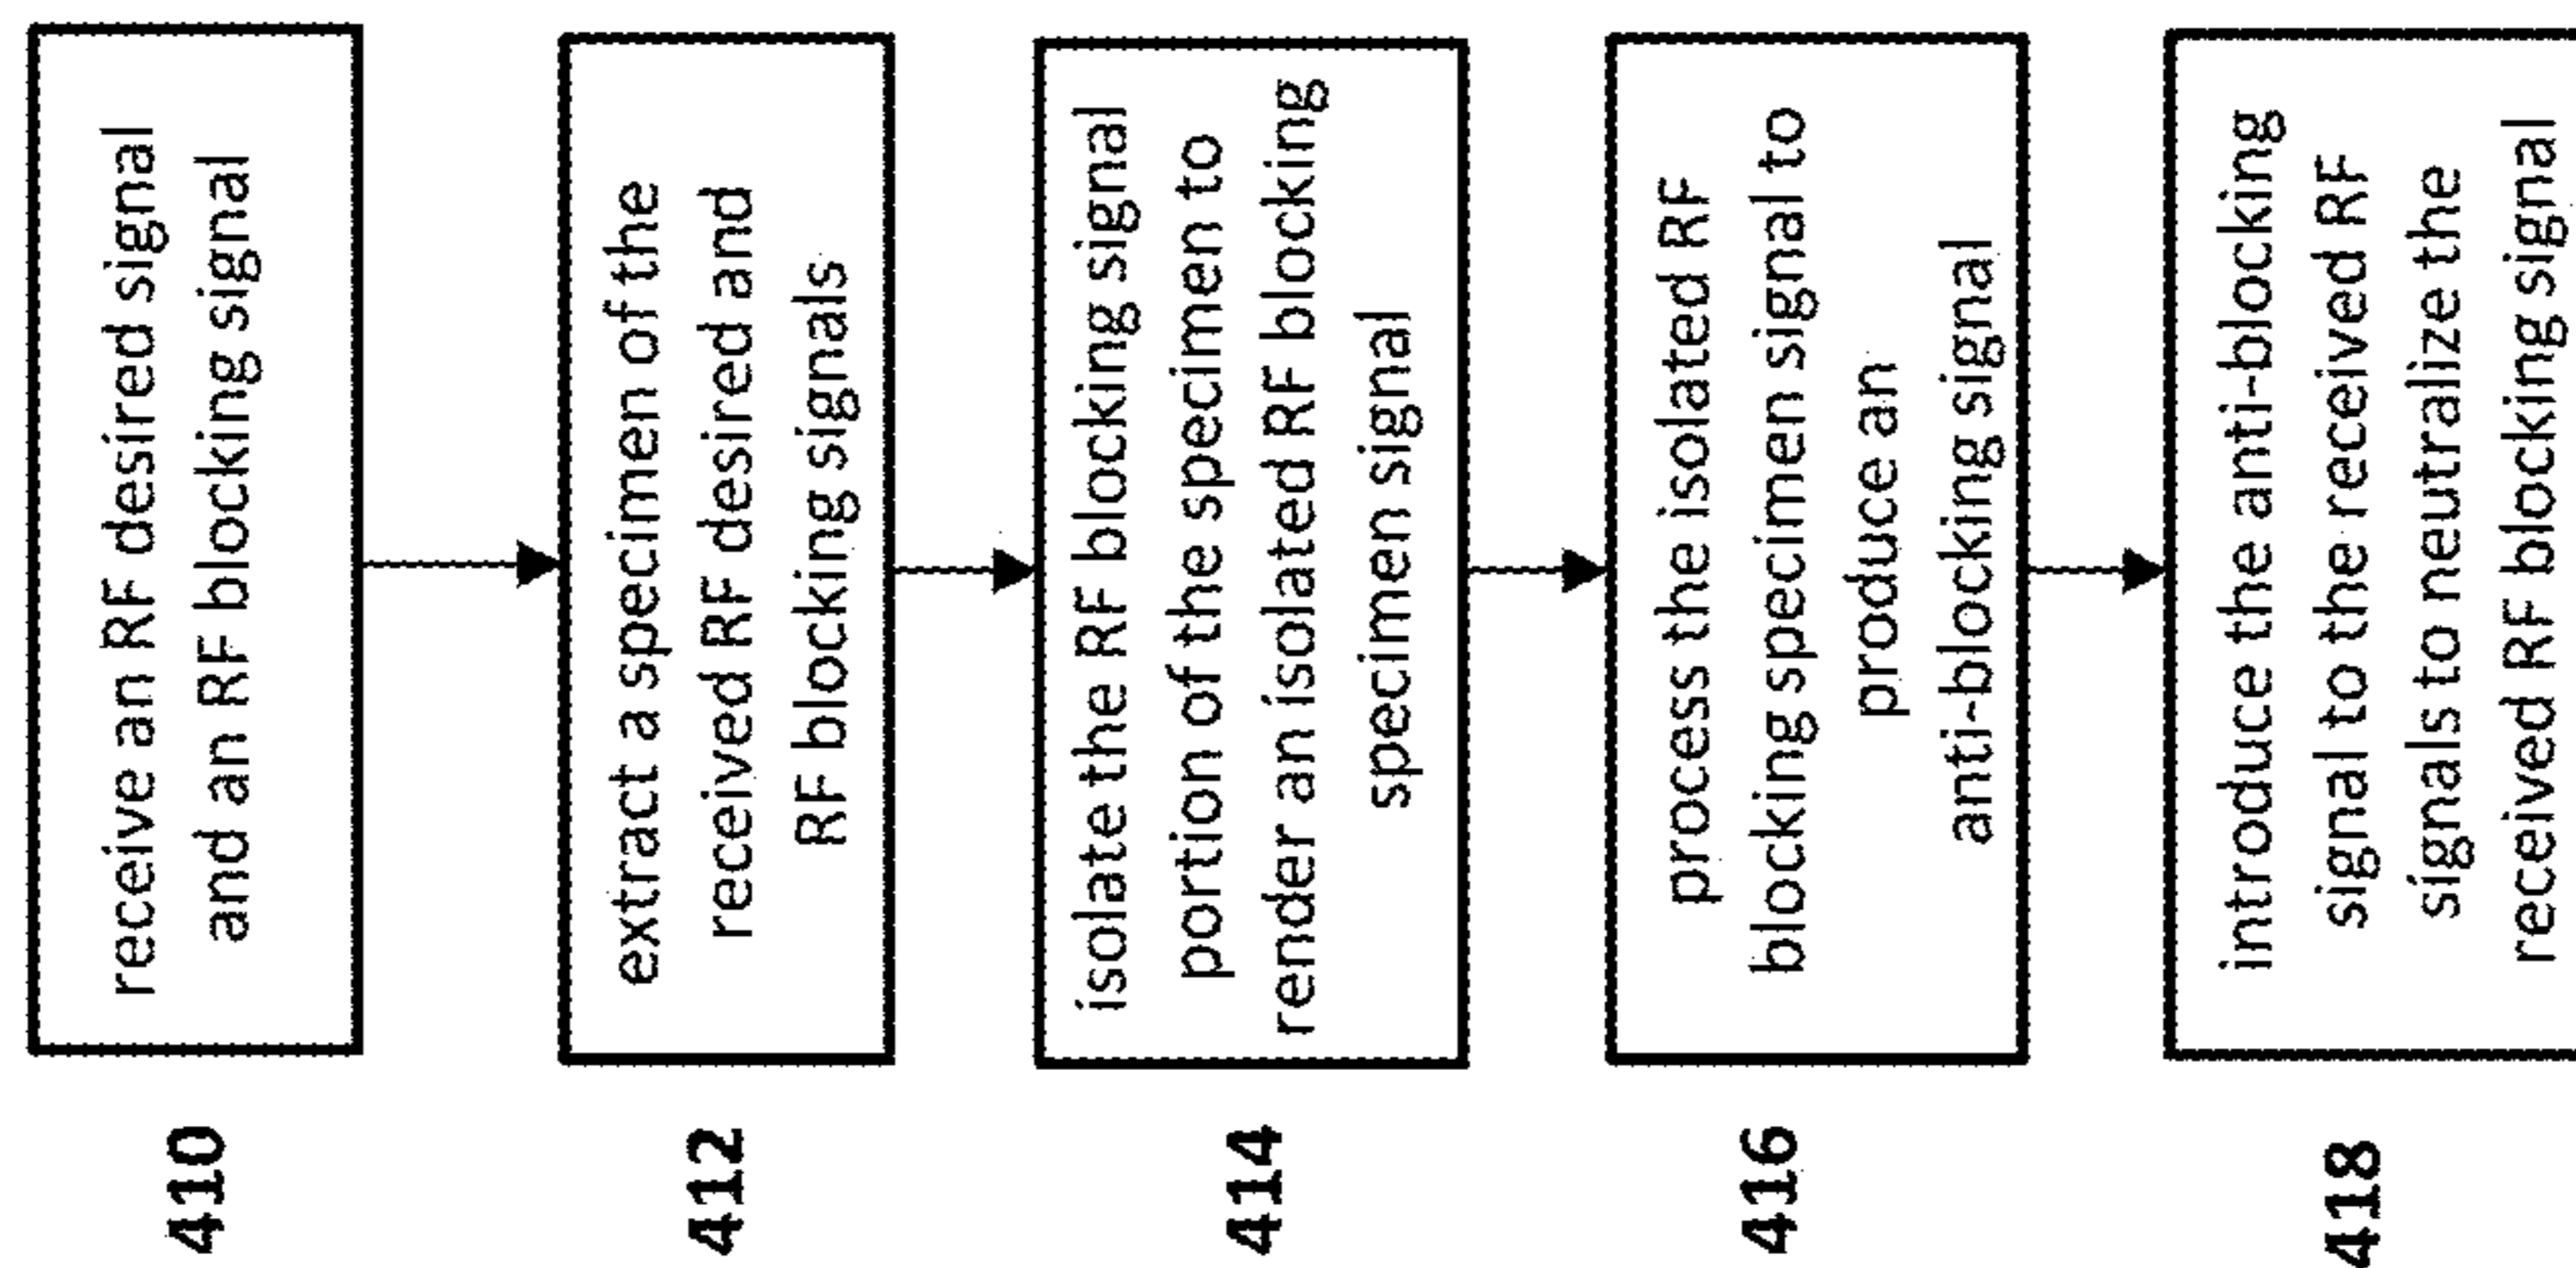 410
receive an RF desired signal
and an RF blocking signal
412
extract a specimen of the
received RF desired and
RF blocking signals
414
isolate the RF blocking signal
portion of the specimen to
render an isolated RF blocking
specimen signal
416
process the isolated RF
blocking specimen signal to
produce an
anti-blocking signal
418
introduce the anti-blocking
signal to the received RF
signals to neutralize the
received RF blocking signal